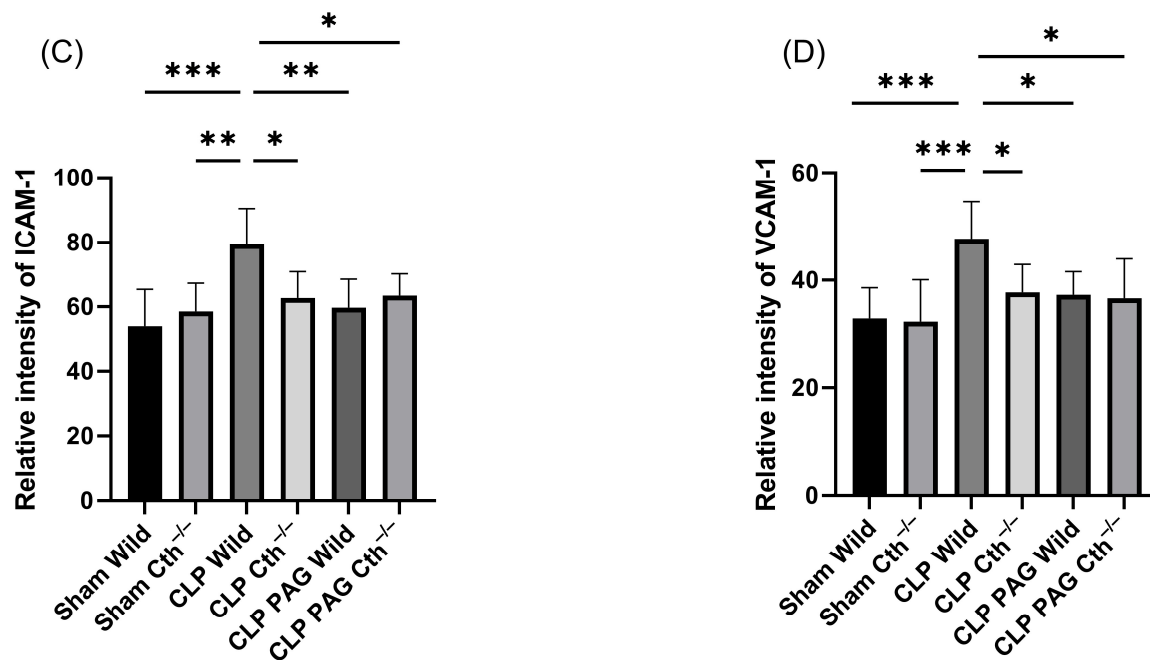 (C)
*
***
**
**
*
Relative intensity of ICAM-1
100
80
60
40
20
0
Sham Wild
Sham Cth⁻/⁻
CLP Wild
CLP Cth⁻/⁻
CLP PAG Wild
CLP PAG Cth⁻/⁻
(D)
*
***
*
***
*
Relative intensity of VCAM-1
60
40
20
0
Sham Wild
Sham Cth⁻/⁻
CLP Wild
CLP Cth⁻/⁻
CLP PAG Wild
CLP PAG Cth⁻/⁻